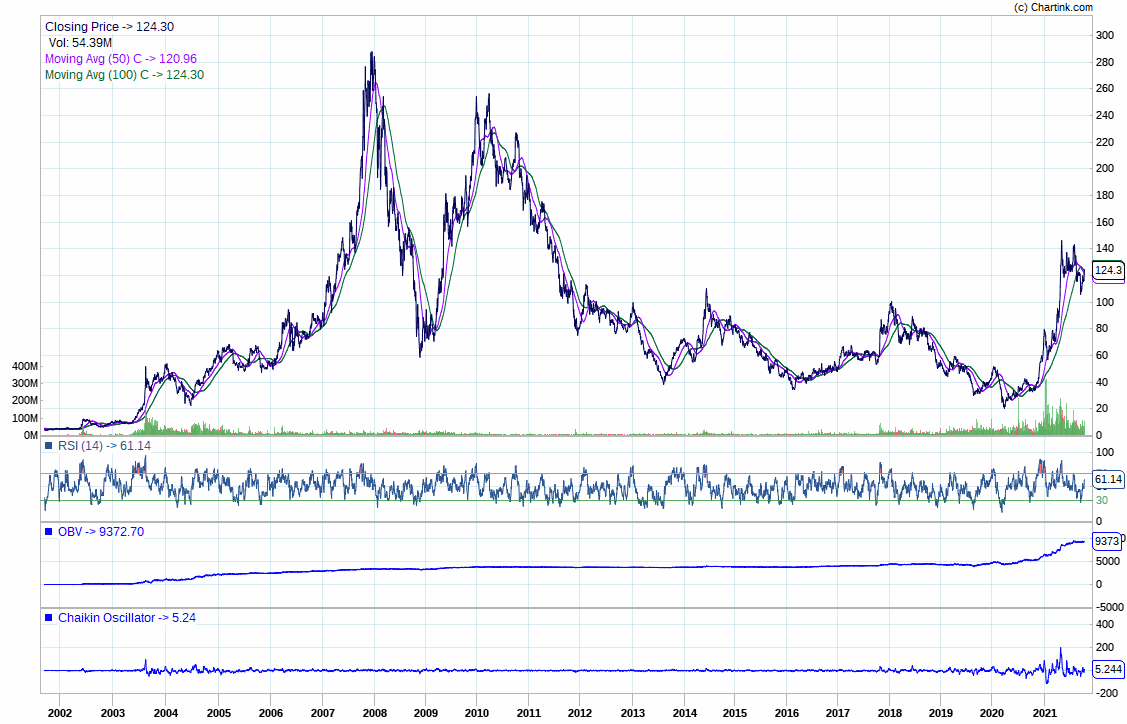 (c) Chartink.com
Closing Price -> 124.30
Vol: 54.39M
Moving Avg (50) C -> 120.96
Moving Avg (100) C -> 124.30
300
280
260
240
220
200
180
160
140
124.3
100
80
60
40
20
0
400M
300M
200M
100M
0M
RSI (14) -> 61.14
100
61.14
30
0
OBV -> 9372.70
9373
5000
0
-5000
Chaikin Oscillator -> 5.24
400
200
5.244
-200
2002 2003 2004 2005 2006 2007 2008 2009 2010 2011 2012 2013 2014 2015 2016 2017 2018 2019 2020 2021